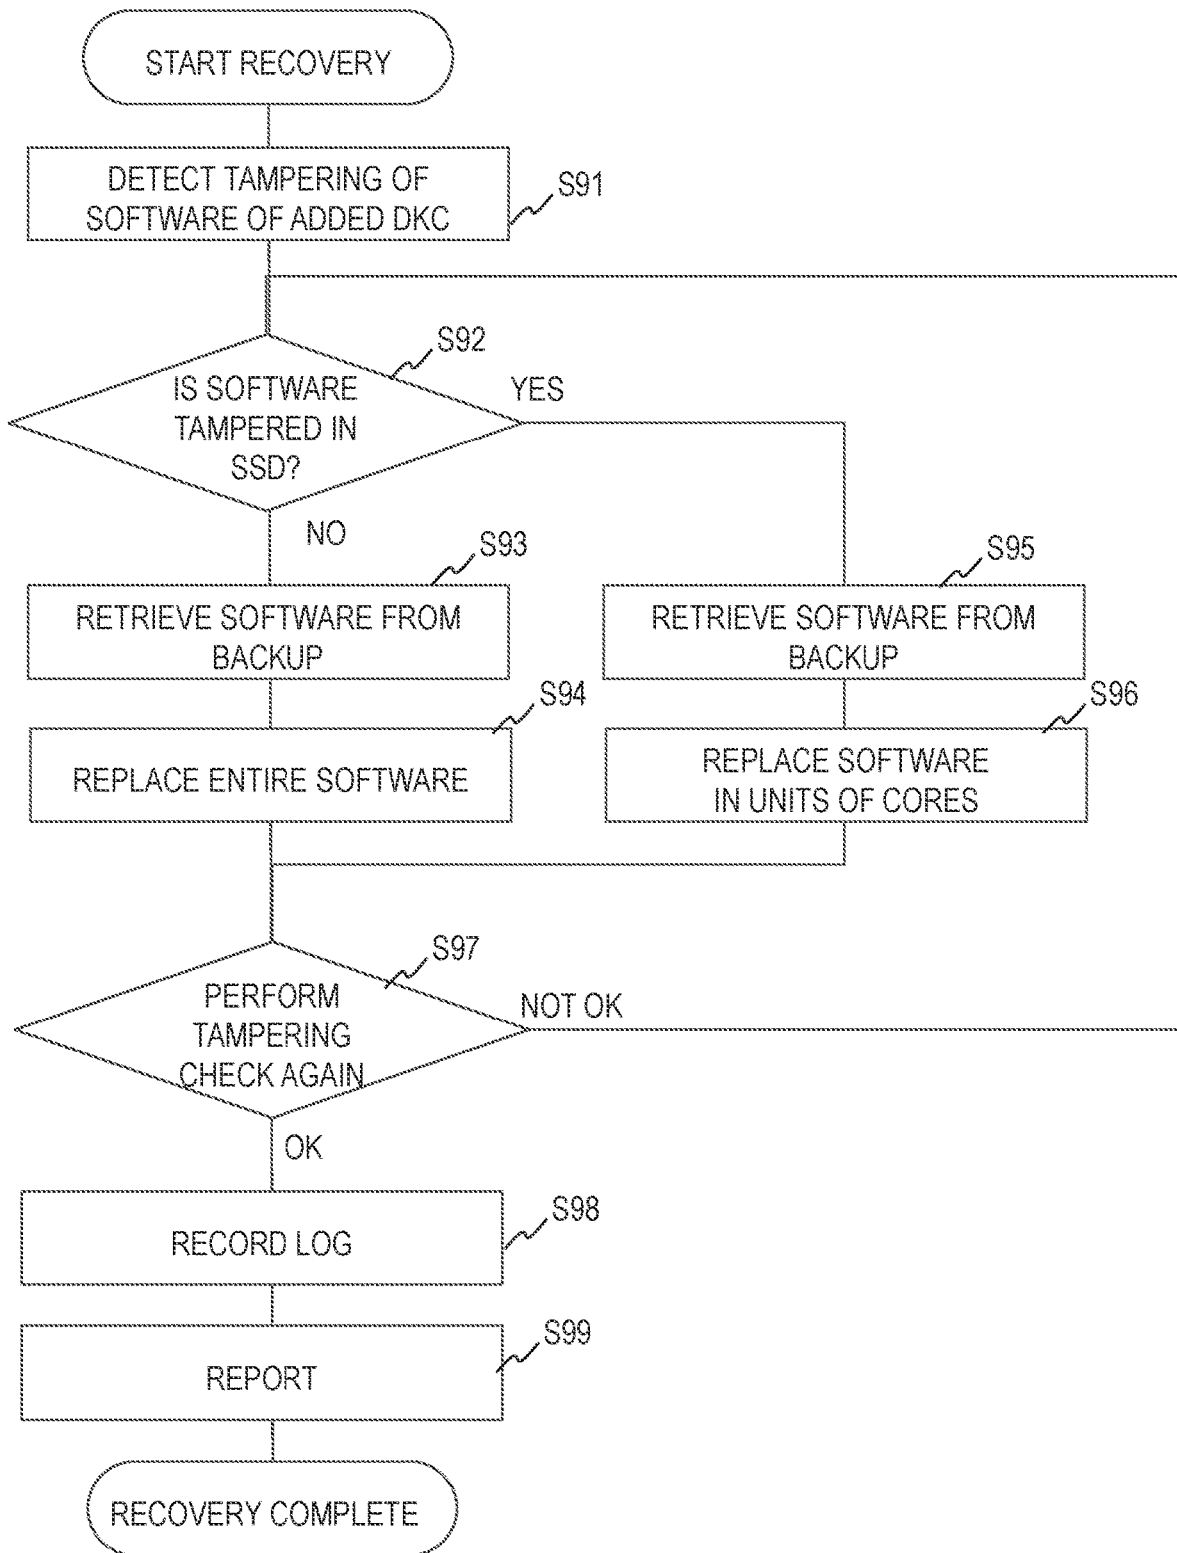 START RECOVERY
DETECT TAMPERING OF
SOFTWARE OF ADDED DKC
S91
S92
IS SOFTWARE
TAMPERED IN
SSD?
YES
NO
S93
RETRIEVE SOFTWARE FROM
BACKUP
S95
RETRIEVE SOFTWARE FROM
BACKUP
S94
REPLACE ENTIRE SOFTWARE
S96
REPLACE SOFTWARE
IN UNITS OF CORES
S97
PERFORM
TAMPERING
CHECK AGAIN
NOT OK
OK
S98
RECORD LOG
S99
REPORT
RECOVERY COMPLETE